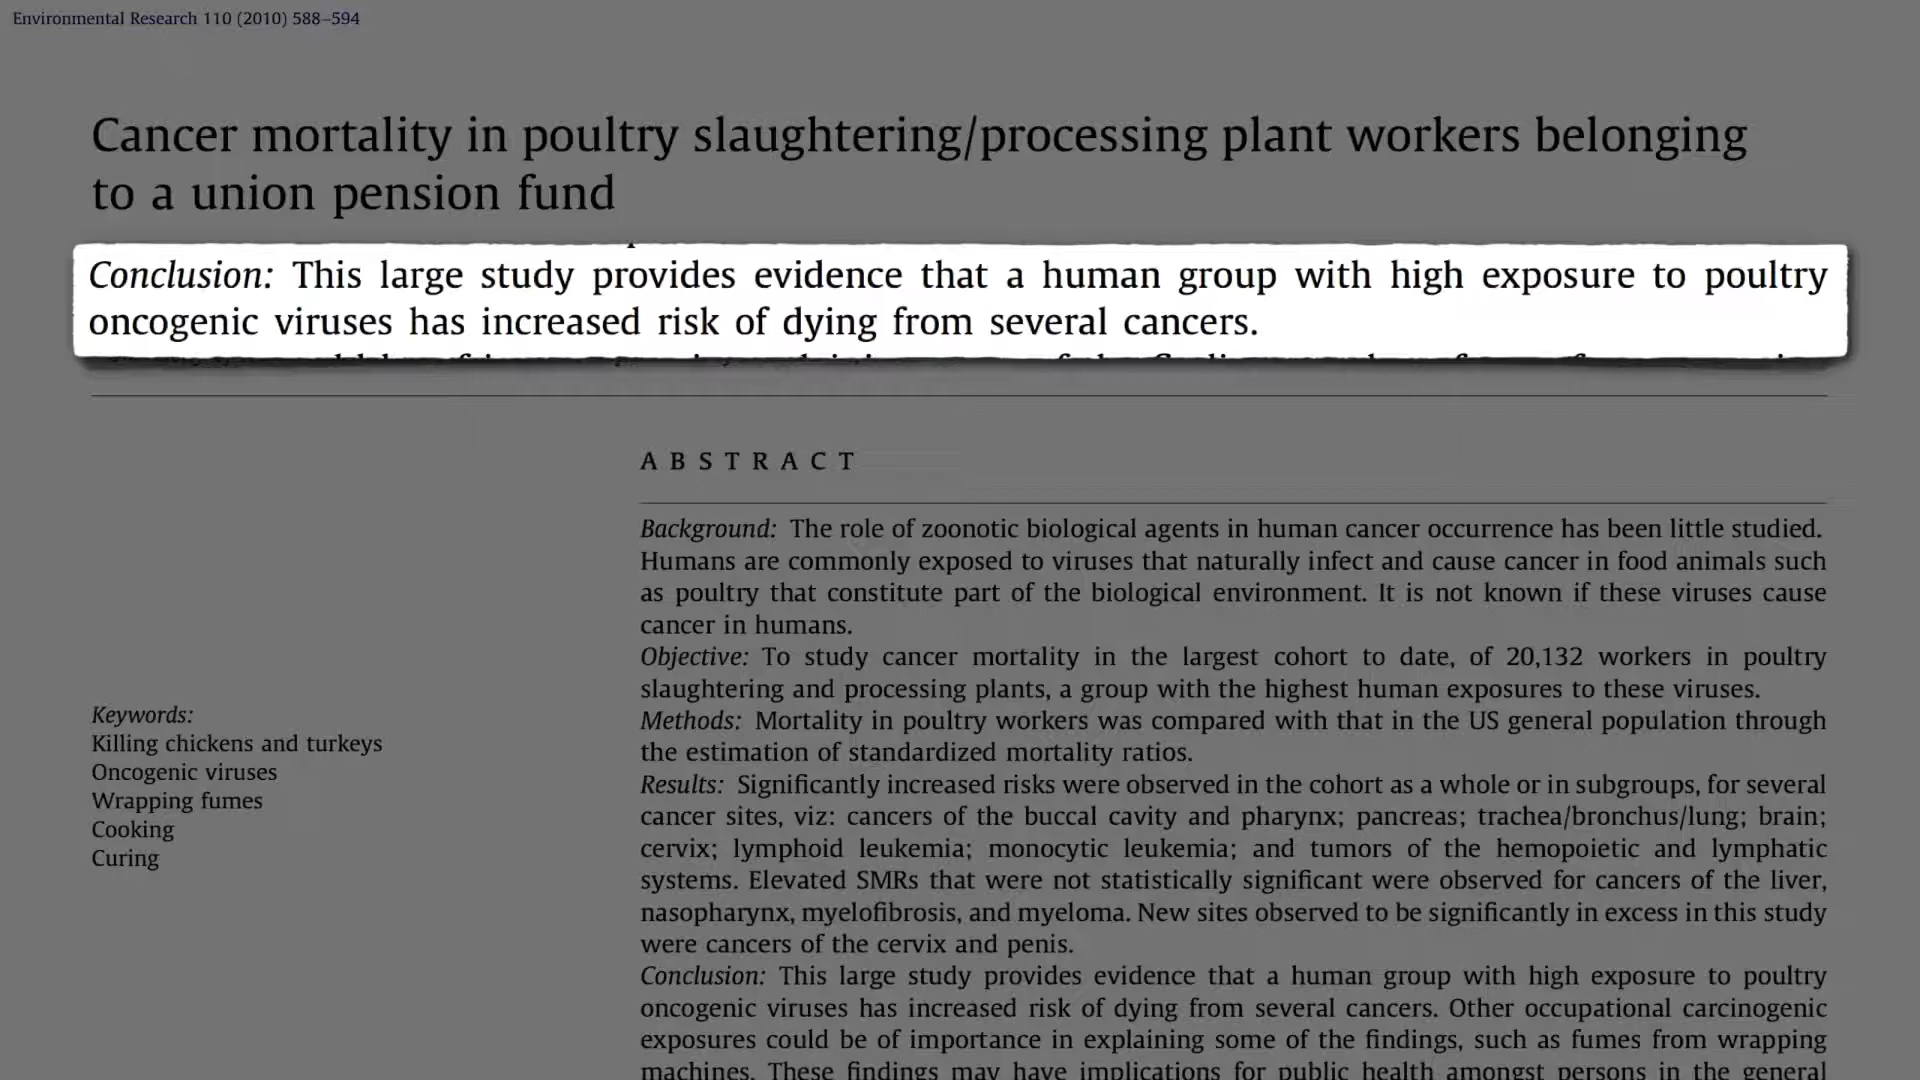 Environmental Research 110 (2010) 588–594
Cancer mortality in poultry slaughtering/processing plant workers belonging
to a union pension fund
Conclusion: This large study provides evidence that a human group with high exposure to poultry
oncogenic viruses has increased risk of dying from several cancers.
ABSTRACT
Background: The role of zoonotic biological agents in human cancer occurrence has been little studied.
Humans are commonly exposed to viruses that naturally infect and cause cancer in food animals such
as poultry that constitute part of the biological environment. It is not known if these viruses cause
cancer in humans.
Objective: To study cancer mortality in the largest cohort to date, of 20,132 workers in poultry
slaughtering and processing plants, a group with the highest human exposures to these viruses.
Methods: Mortality in poultry workers was compared with that in the US general population through
the estimation of standardized mortality ratios.
Results: Significantly increased risks were observed in the cohort as a whole or in subgroups, for several
cancer sites, viz: cancers of the buccal cavity and pharynx; pancreas; trachea/bronchus/lung; brain;
cervix; lymphoid leukemia; monocytic leukemia; and tumors of the hemopoietic and lymphatic
systems. Elevated SMRs that were not statistically significant were observed for cancers of the liver,
nasopharynx, myelofibrosis, and myeloma. New sites observed to be significantly in excess in this study
were cancers of the cervix and penis.
Conclusion: This large study provides evidence that a human group with high exposure to poultry
oncogenic viruses has increased risk of dying from several cancers. Other occupational carcinogenic
exposures could be of importance in explaining some of the findings, such as fumes from wrapping
machines. These findings may have implications for public health amongst persons in the general
Keywords:
Killing chickens and turkeys
Oncogenic viruses
Wrapping fumes
Cooking
Curing